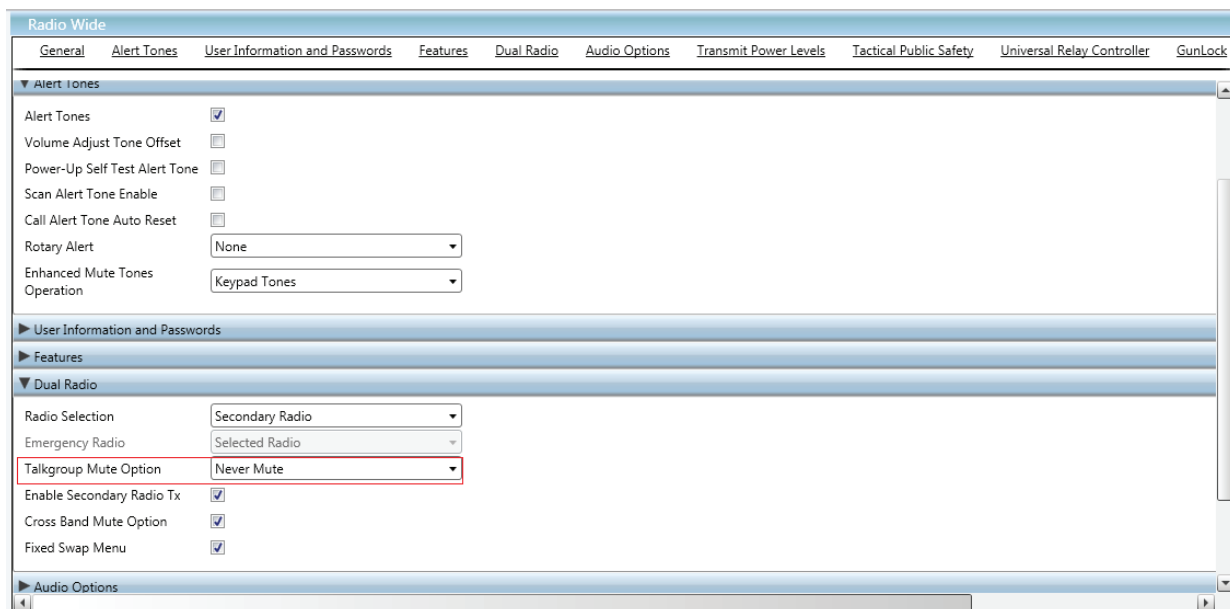 Radio Wide
General Alert Tones User Information and Passwords Features Dual Radio Audio Options Transmit Power Levels Tactical Public Safety Universal Relay Controller GunLock
Alert Tones
Alert Tones
Volume Adjust Tone Offset
Power-Up Self Test Alert Tone
Scan Alert Tone Enable
Call Alert Tone Auto Reset
Rotary Alert None
Enhanced Mute Tones
Operation Keypad Tones
User Information and Passwords
Features
Dual Radio
Radio Selection Secondary Radio
Emergency Radio Selected Radio
Talkgroup Mute Option Never Mute
Enable Secondary Radio Tx
Cross Band Mute Option
Fixed Swap Menu
Audio Options